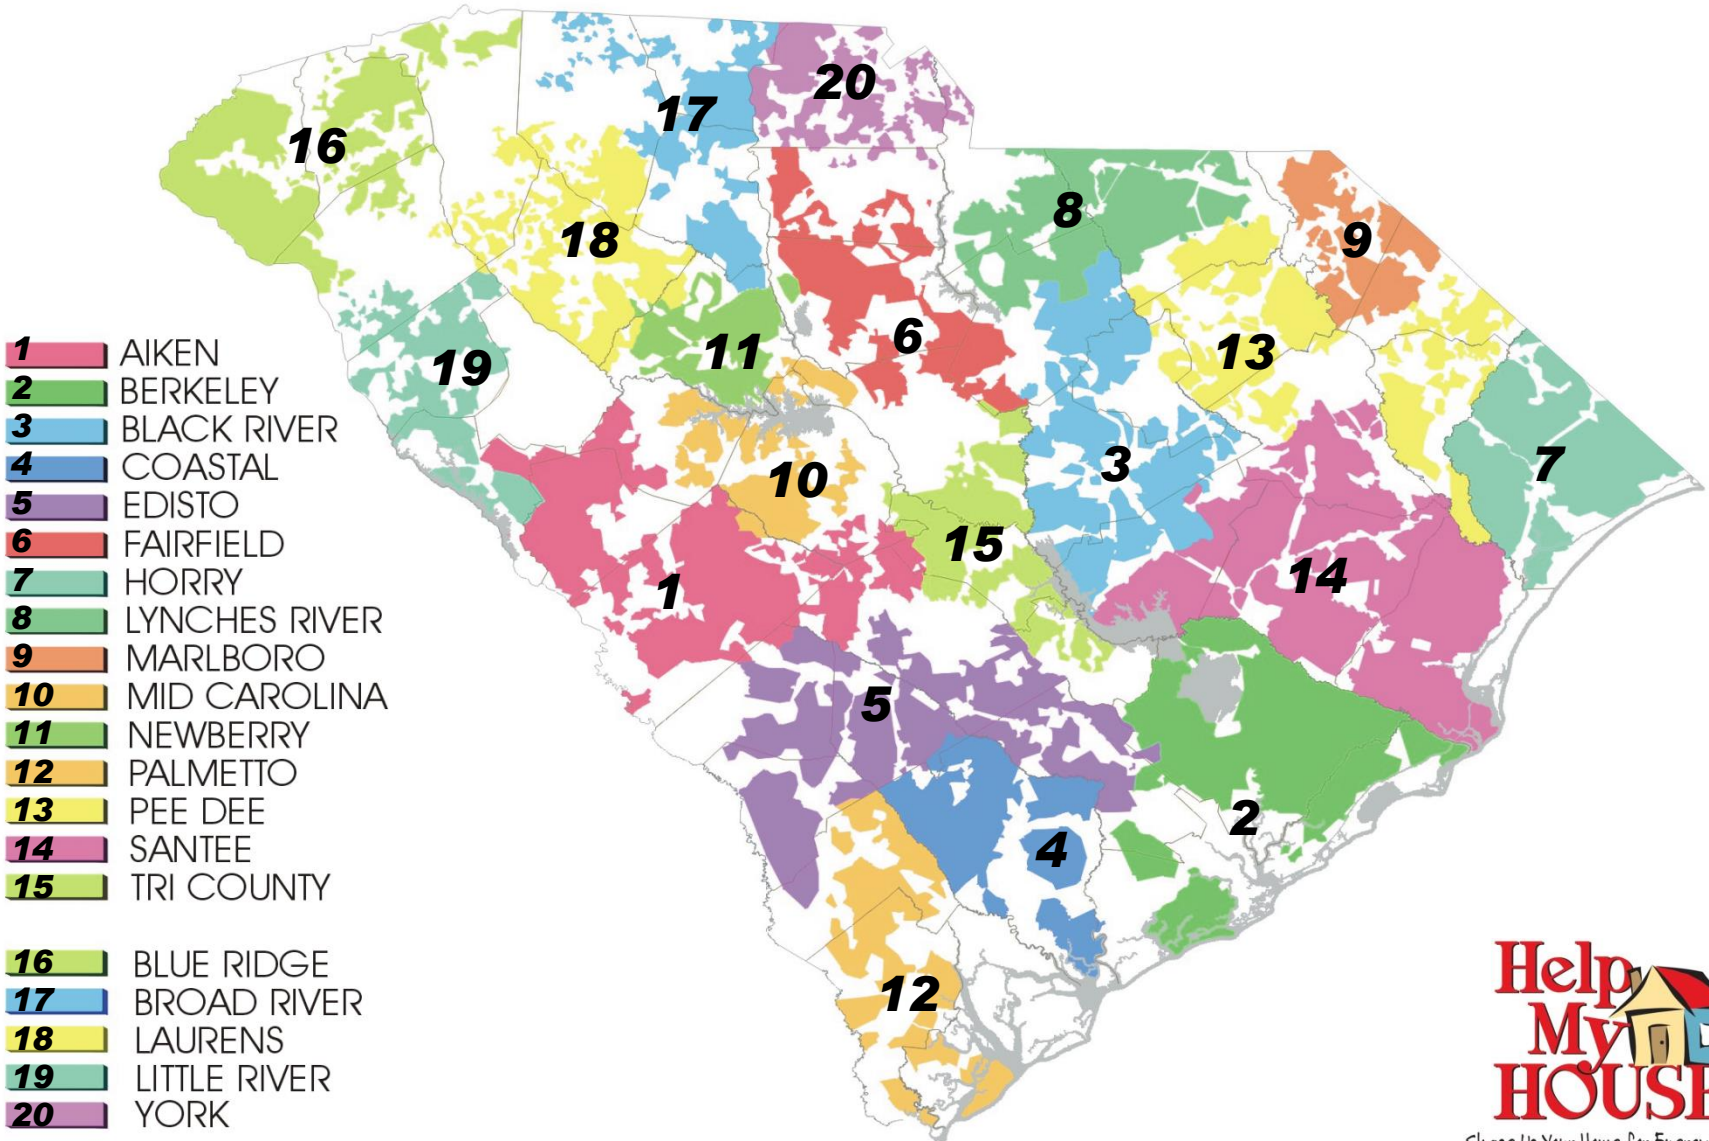 20
17
16
8
18
9
6
11
13
19
3
7
10
15
14
1
5
2
4
12
1 AIKEN
2 BERKELEY
3 BLACK RIVER
4 COASTAL
5 EDISTO
6 FAIRFIELD
7 HORRY
8 LYNCHES RIVER
9 MARLBORO
10 MID CAROLINA
11 NEWBERRY
12 PALMETTO
13 PEE DEE
14 SANTEE
15 TRI COUNTY
16 BLUE RIDGE
17 BROAD RIVER
18 LAURENS
19 LITTLE RIVER
20 YORK
Help
My
HOUS